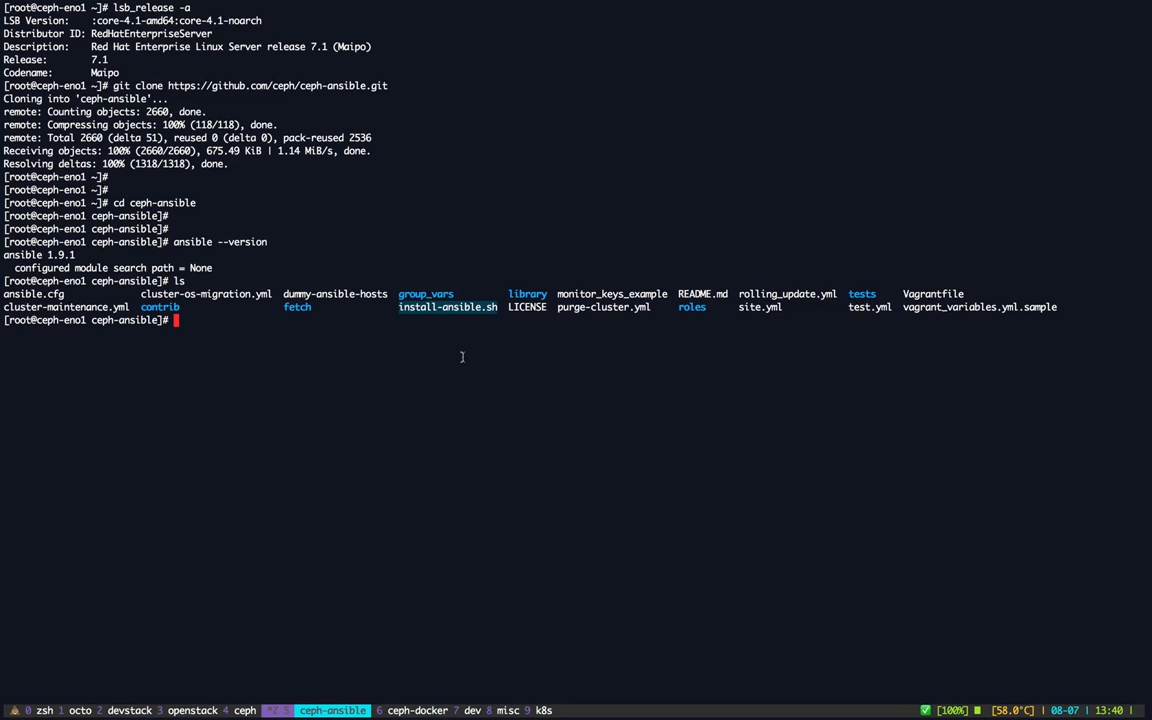 [root@ceph-eno1 ~]# lsb_release -a
LSB Version:    :core-4.1-amd64:core-4.1-noarch
Distributor ID: RedHatEnterpriseServer
Description:    Red Hat Enterprise Linux Server release 7.1 (Maipo)
Release:        7.1
Codename:       Maipo
[root@ceph-eno1 ~]# git clone https://github.com/ceph/ceph-ansible.git
Cloning into 'ceph-ansible'...
remote: Counting objects: 2660, done.
remote: Compressing objects: 100% (118/118), done.
remote: Total 2660 (delta 51), reused 0 (delta 0), pack-reused 2536
Receiving objects: 100% (2660/2660), 675.49 KiB | 1.14 MiB/s, done.
Resolving deltas: 100% (1318/1318), done.
[root@ceph-eno1 ~]#
[root@ceph-eno1 ~]#
[root@ceph-eno1 ~]# cd ceph-ansible
[root@ceph-eno1 ceph-ansible]#
[root@ceph-eno1 ceph-ansible]#
[root@ceph-eno1 ceph-ansible]# ansible --version
ansible 1.9.1
  configured module search path = None
[root@ceph-eno1 ceph-ansible]# ls
ansible.cfg              cluster-os-migration.yml  dummy-ansible-hosts  group_vars          library  monitor_keys_example  README.md  rolling_update.yml  tests     Vagrantfile
cluster-maintenance.yml  contrib                   fetch                install-ansible.sh  LICENSE  purge-cluster.yml     roles      site.yml            test.yml  vagrant_variables.yml.sample
[root@ceph-eno1 ceph-ansible]#
💩 0 zsh 1 octo 2 devstack 3 openstack 4 ceph *Z 5 ceph-ansible 6 ceph-docker 7 dev 8 misc 9 k8s ✅ [100%] [58.0°C] | 08-07 | 13:40 |